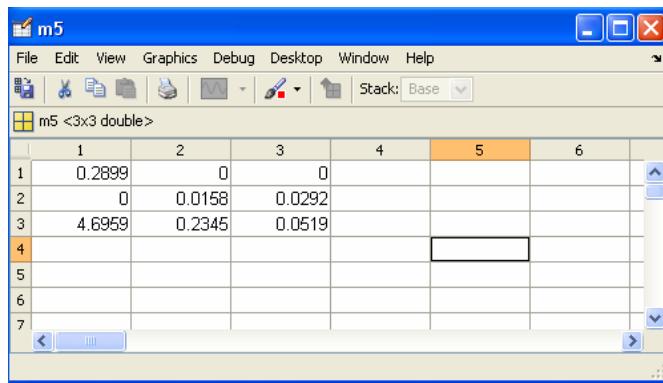 m5
File Edit View Graphics Debug Desktop Window Help
Stack: Base
m5 <3x3 double>
1 2 3 4 5 6
1 0.2899 0 0
2 0 0.0158 0.0292
3 4.6959 0.2345 0.0519
4
5
6
7